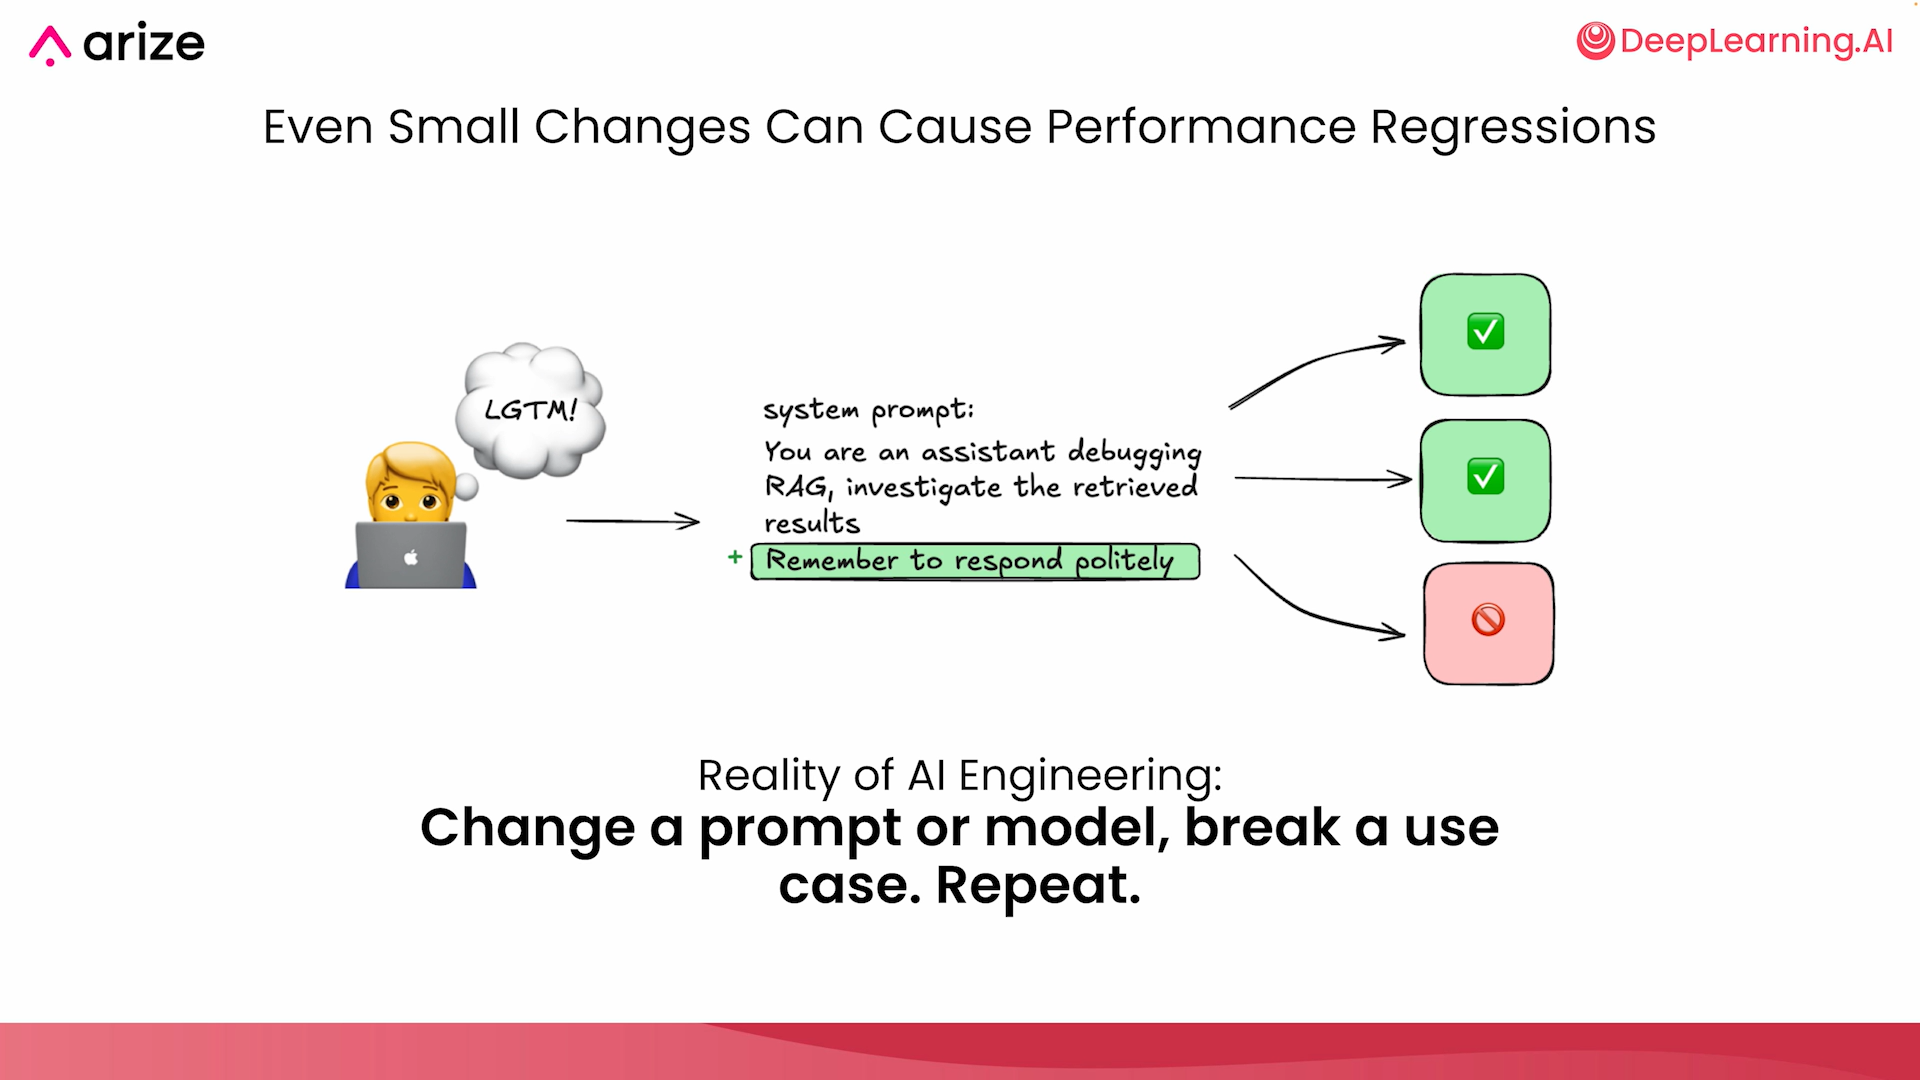 arize
DeepLearning.AI
Even Small Changes Can Cause Performance Regressions
LGTM!
system prompt:
You are an assistant debugging
RAG, investigate the retrieved
results
+ Remember to respond politely
Reality of AI Engineering:
Change a prompt or model, break a use
case. Repeat.